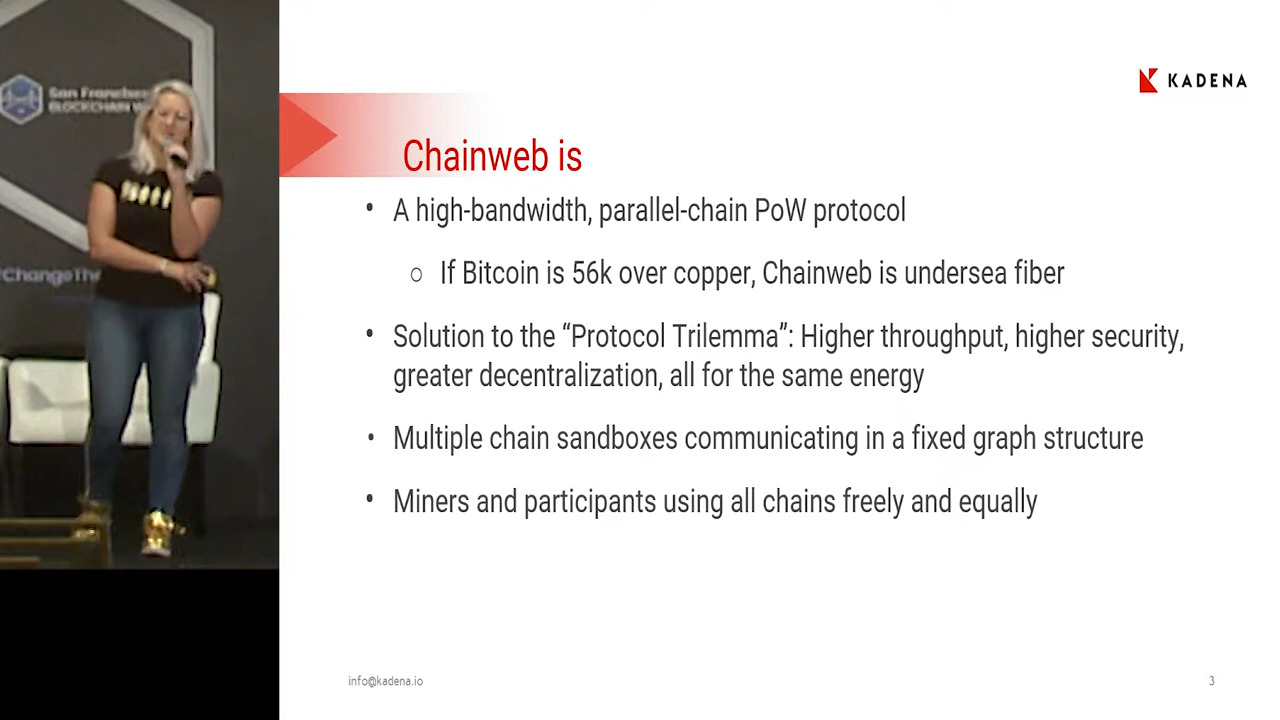 San Francisco
BLOCKCHAIN W
KADENA
Chainweb is
• A high-bandwidth, parallel-chain PoW protocol
○ If Bitcoin is 56k over copper, Chainweb is undersea fiber
• Solution to the “Protocol Trilemma”: Higher throughput, higher security,
greater decentralization, all for the same energy
• Multiple chain sandboxes communicating in a fixed graph structure
• Miners and participants using all chains freely and equally
info@kadena.io
3